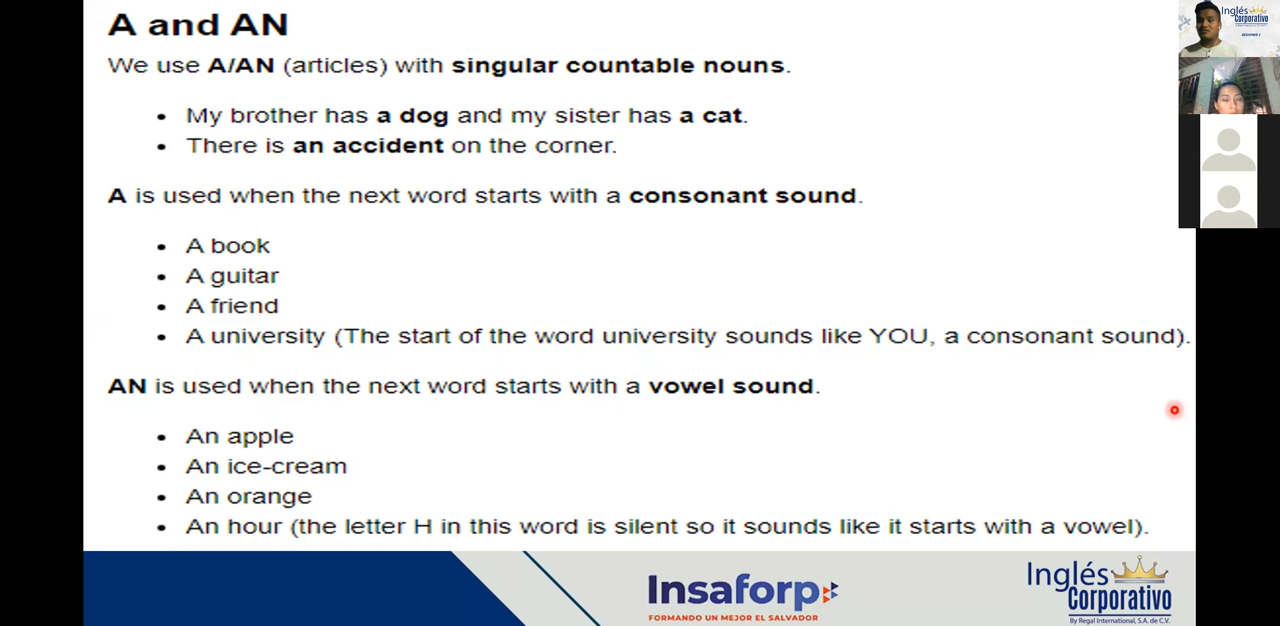 A and AN
We use A/AN (articles) with singular countable nouns.
• My brother has a dog and my sister has a cat.
• There is an accident on the corner.
A is used when the next word starts with a consonant sound.
• A book
• A guitar
• A friend
• A university (The start of the word university sounds like YOU, a consonant sound).
AN is used when the next word starts with a vowel sound.
• An apple
• An ice-cream
• An orange
• An hour (the letter H in this word is silent so it sounds like it starts with a vowel).
Insaforp
FORMANDO UN MEJOR EL SALVADOR
Inglés
Corporativo
By Regal International, S.A. de C.V.
Inglés
Corporativo